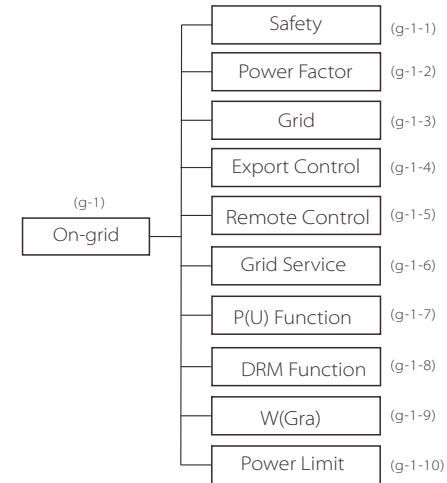 Safety (g-1-1)
Power Factor (g-1-2)
Grid (g-1-3)
Export Control (g-1-4)
(g-1)
Remote Control (g-1-5)
On-grid
Grid Service (g-1-6)
P(U) Function (g-1-7)
DRM Function (g-1-8)
W(Gra) (g-1-9)
Power Limit (g-1-10)